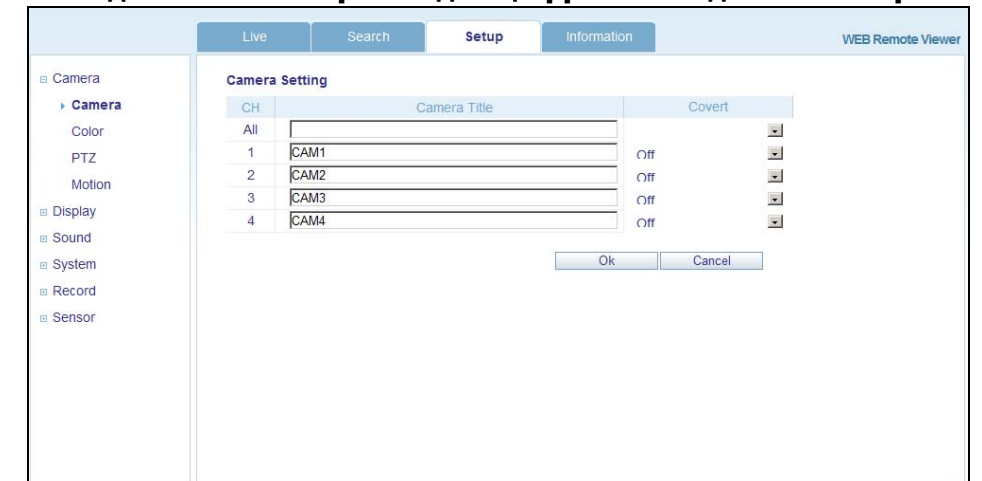 Live Search Setup Information WEB Remote Viewer
Camera
Camera
Color
PTZ
Motion
Display
Sound
System
Record
Sensor
Camera Setting
CH Camera Title Covert
All
1 CAM1 Off
2 CAM2 Off
3 CAM3 Off
4 CAM4 Off
Ok Cancel